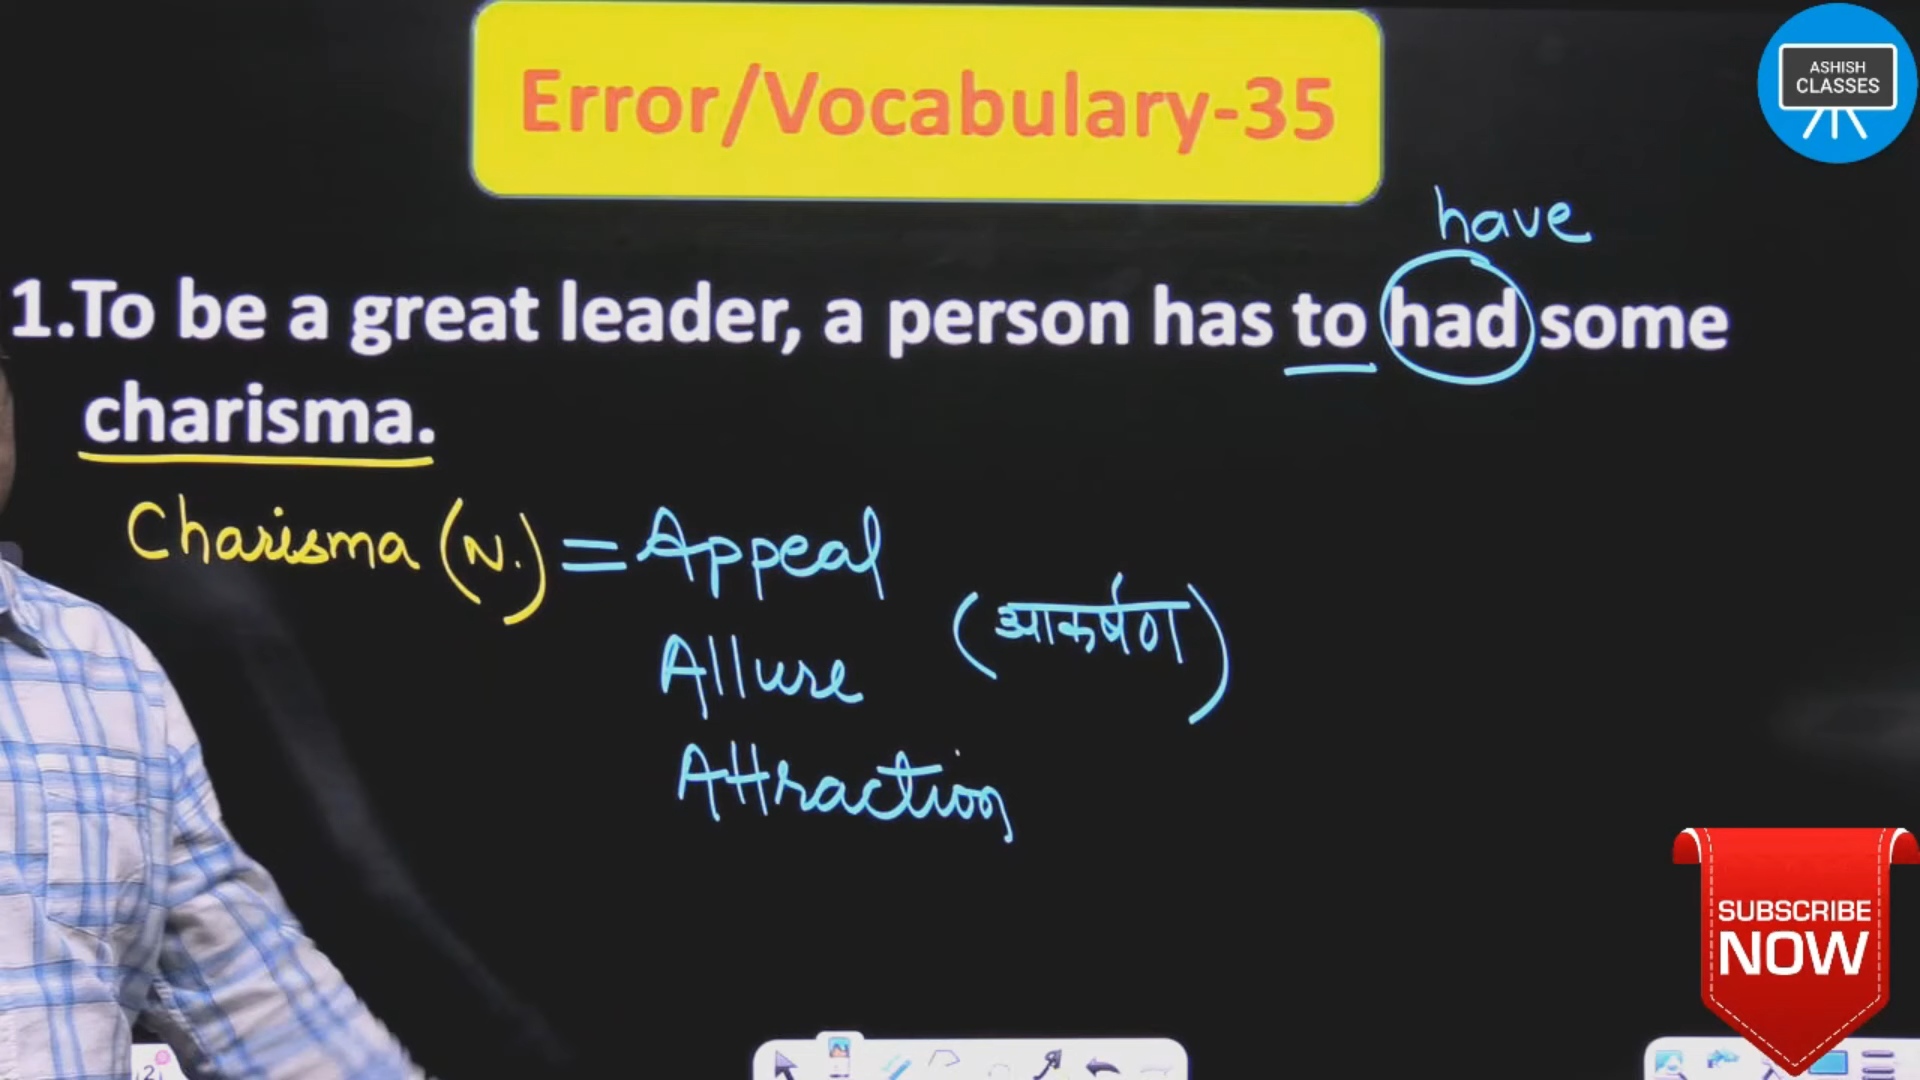 Error/Vocabulary-35
ASHISH
CLASSES
have
1.To be a great leader, a person has to had some
charisma.
Charisma (N.) = Appeal
(आकर्षण)
Allure
Attraction
SUBSCRIBE
NOW